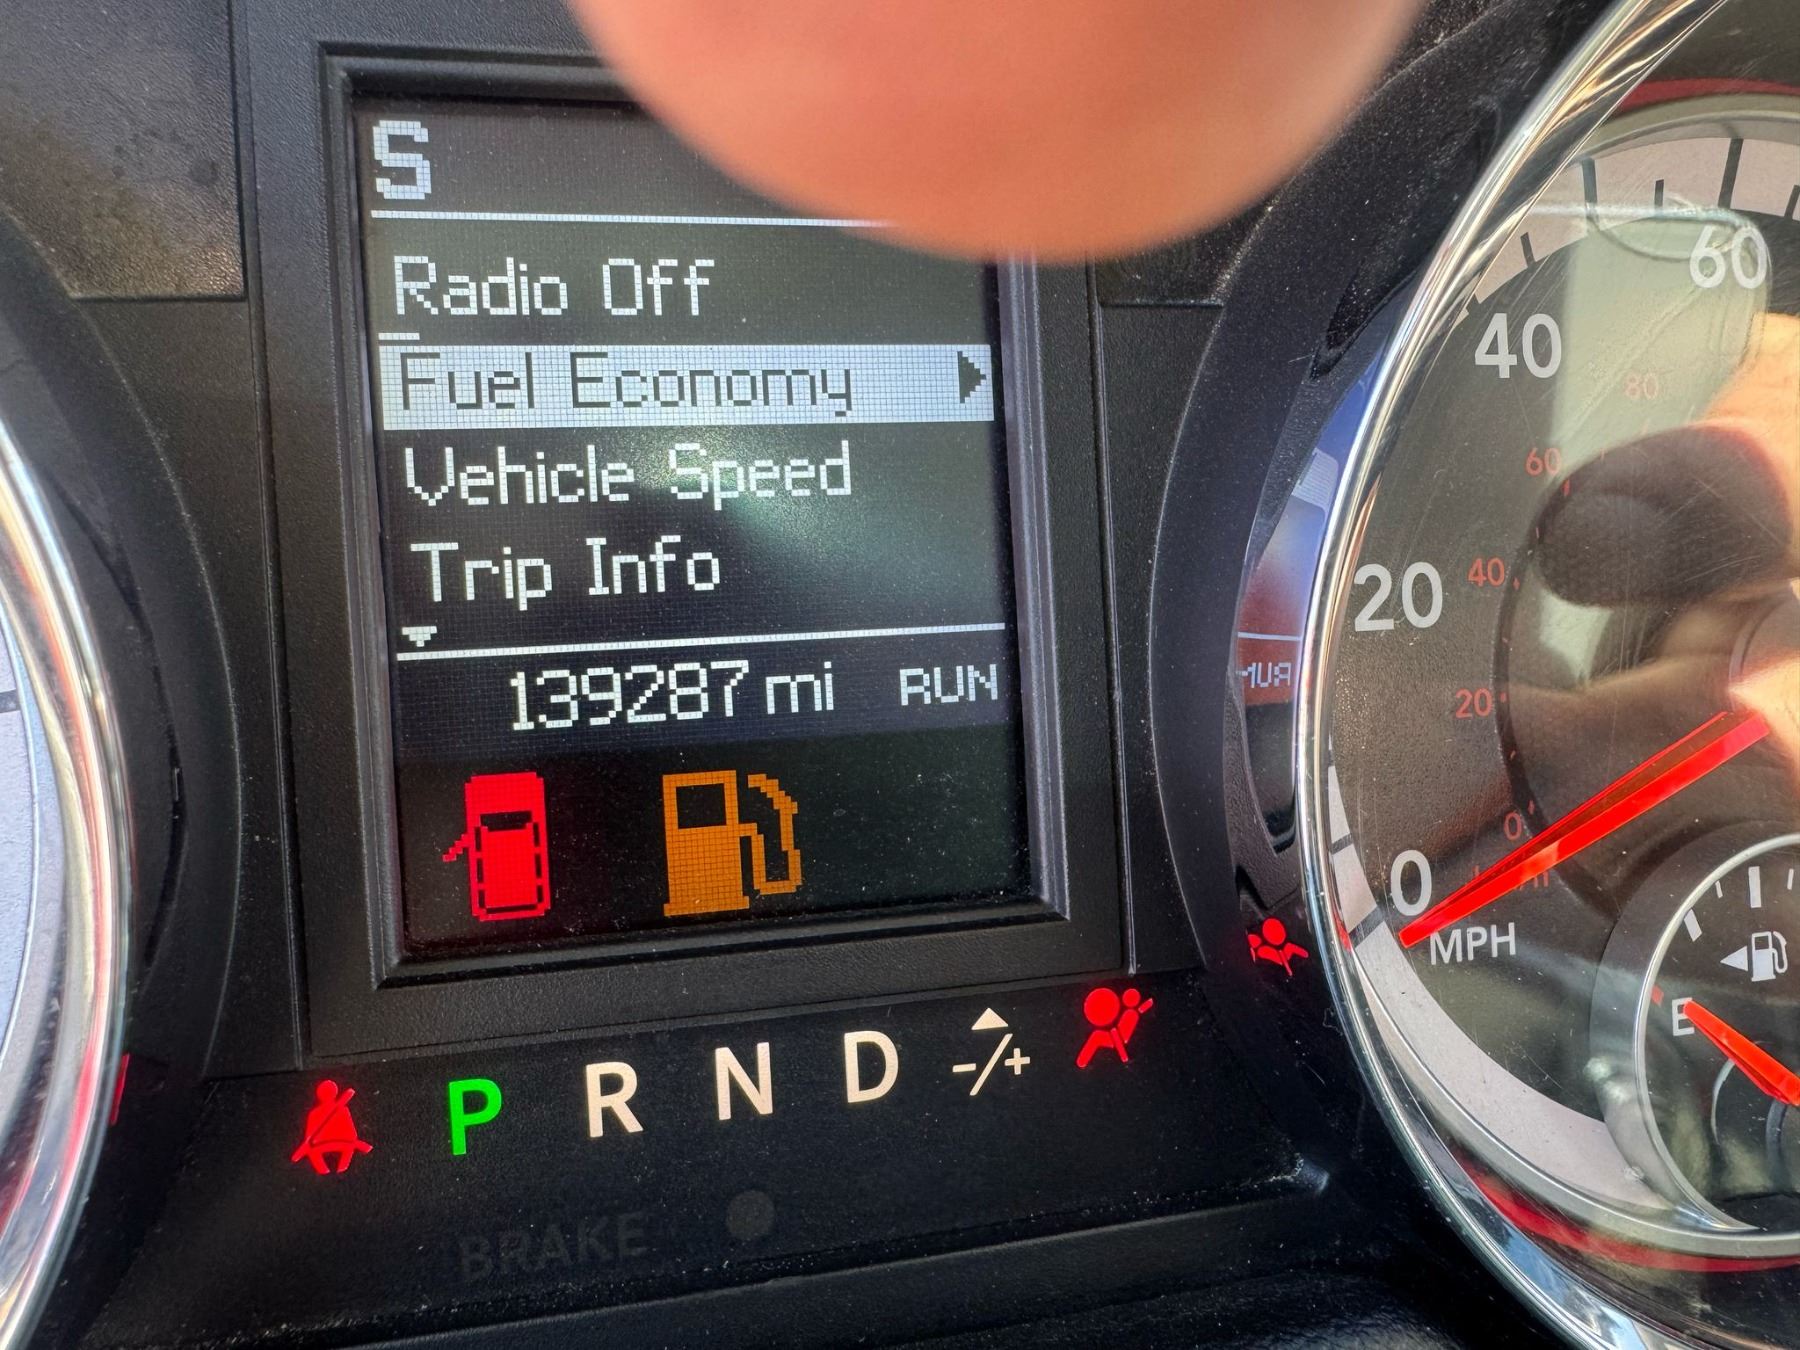 S
Radio Off
Fuel Economy
Vehicle Speed
Trip Info
139287 mi RUN
P R N D -/+
BRAKE
60
40
20
0
MPH
80
60
40
20
0
E